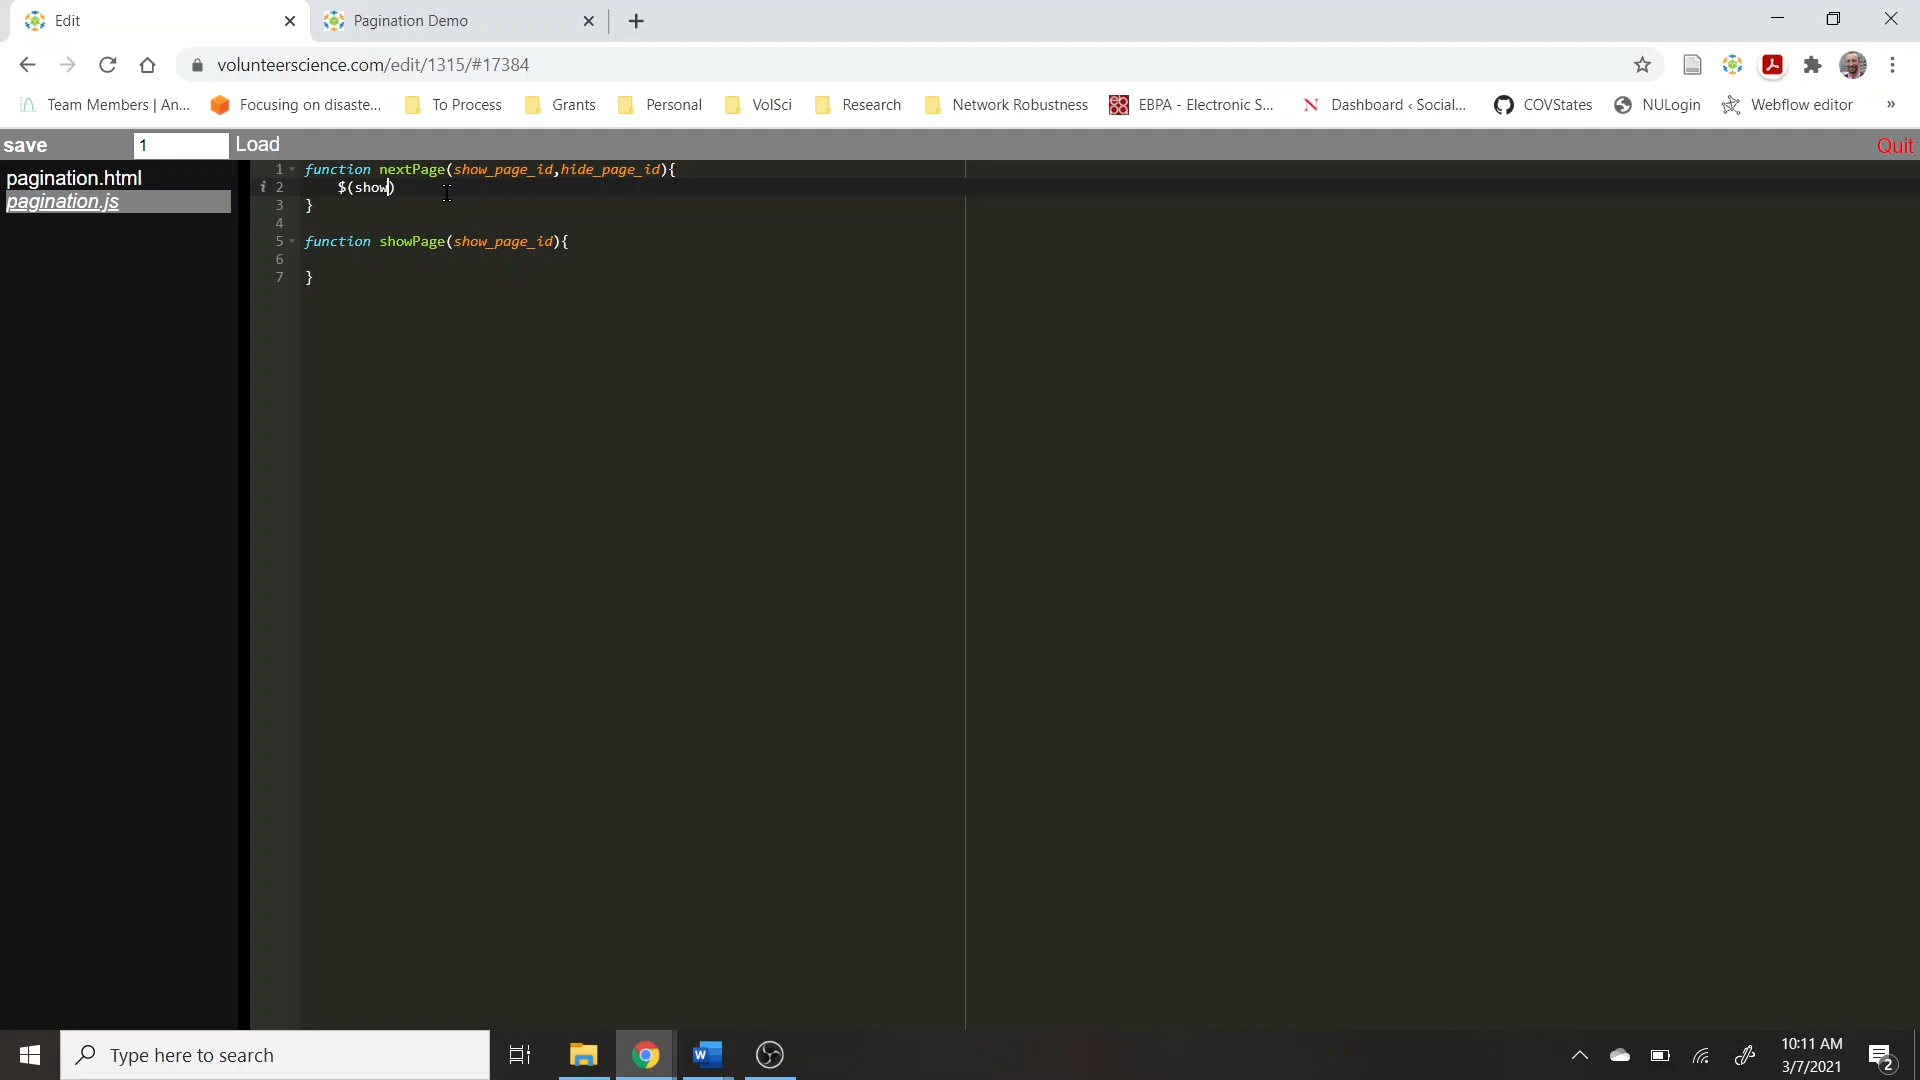 Edit
Pagination Demo
volunteerscience.com/edit/1315/#17384
Team Members | An...
Focusing on disaste...
To Process
Grants
Personal
VolSci
Research
Network Robustness
EBPA - Electronic S...
Dashboard ‹ Social...
COVStates
NULogin
Webflow editor
»
save
1
Load
Quit
pagination.html
pagination.js
1 function nextPage(show_page_id,hide_page_id){
i 2 $(show)
3 }
4
5 function showPage(show_page_id){
6
7 }
Type here to search
10:11 AM
3/7/2021
2